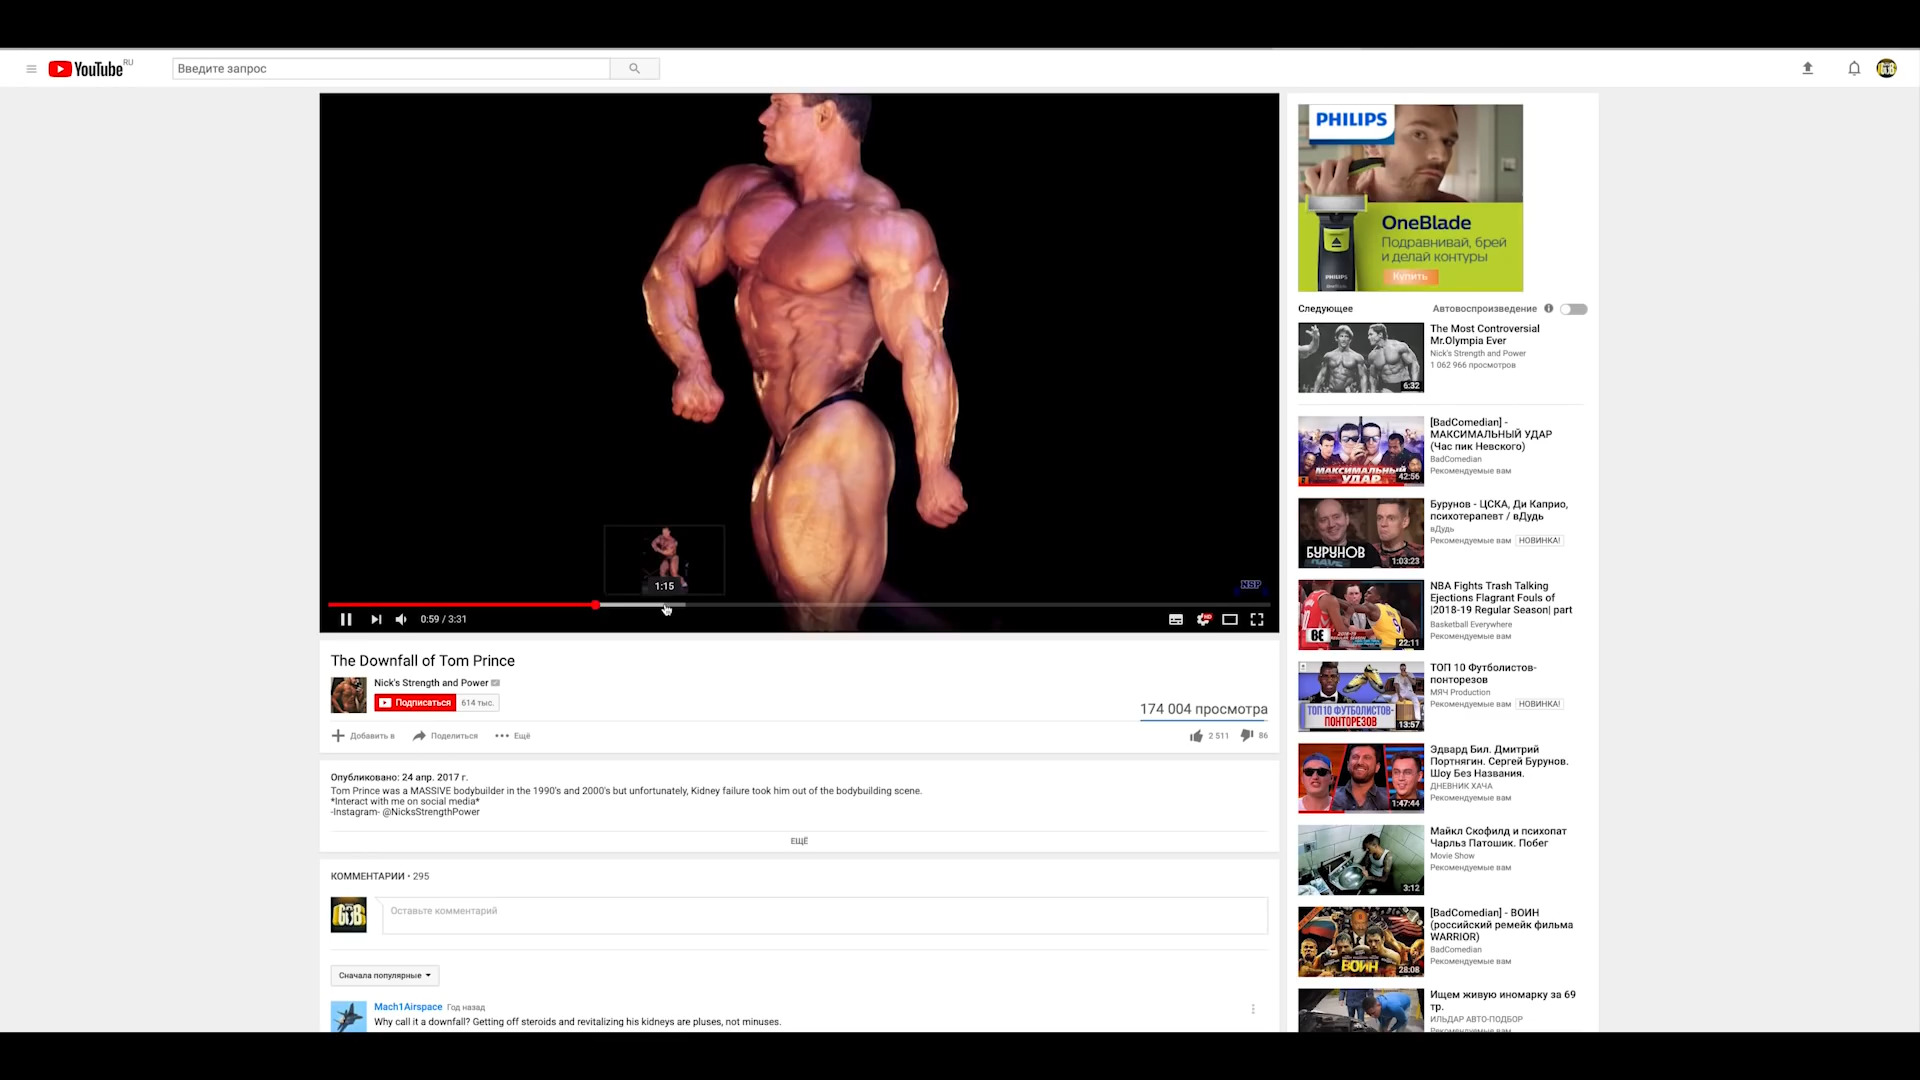 YouTube RU
Введите запрос
NSP
1:15
0:59 / 3:31
The Downfall of Tom Prince
Nick's Strength and Power
Подписаться 614 тыс.
174 004 просмотра
Добавить в Поделиться Ещё
2 511 86
Опубликовано: 24 апр. 2017 г.
Tom Prince was a MASSIVE bodybuilder in the 1990's and 2000's but unfortunately, Kidney failure took him out of the bodybuilding scene.
*Interact with me on social media*
-Instagram- @NicksStrengthPower
ЕЩЁ
КОММЕНТАРИИ • 295
Оставьте комментарий
Сначала популярные
Mach1Airspace Год назад
Why call it a downfall? Getting off steroids and revitalizing his kidneys are pluses, not minuses.
PHILIPS
OneBlade
Подравнивай, брей
и делай контуры
Купить
PHILIPS
Следующее Автовоспроизведение
The Most Controversial
Mr.Olympia Ever
Nick's Strength and Power
1 062 966 просмотров
6:32
[BadComedian] -
МАКСИМАЛЬНЫЙ УДАР
(Час пик Невского)
BadComedian
Рекомендуемые вам
МАКСИМАЛЬНЫЙ
УДАР
42:56
Бурунов - ЦСКА, Ди Каприо,
психотерапевт / вДудь
вДудь
Рекомендуемые вам НОВИНКА!
БУРУНОВ
1:03:23
NBA Fights Trash Talking
Ejections Flagrant Fouls of
|2018-19 Regular Season| part
Basketball Everywhere
Рекомендуемые вам
BE
22:11
ТОП 10 Футболистов-
понторезов
МЯЧ Production
Рекомендуемые вам НОВИНКА!
ТОП 10 ФУТБОЛИСТОВ-
ПОНТОРЕЗОВ
13:57
Эдвард Бил. Дмитрий
Портнягин. Сергей Бурунов.
Шоу Без Названия.
ДНЕВНИК ХАЧА
Рекомендуемые вам
1:47:44
Майкл Скофилд и психопат
Чарльз Патошик. Побег
Movie Show
Рекомендуемые вам
3:12
[BadComedian] - ВОИН
(российский ремейк фильма
WARRIOR)
BadComedian
Рекомендуемые вам
ВОИН
28:08
Ищем живую иномарку за 69
тр.
ИЛЬДАР АВТО-ПОДБОР
Рекомендуемые вам